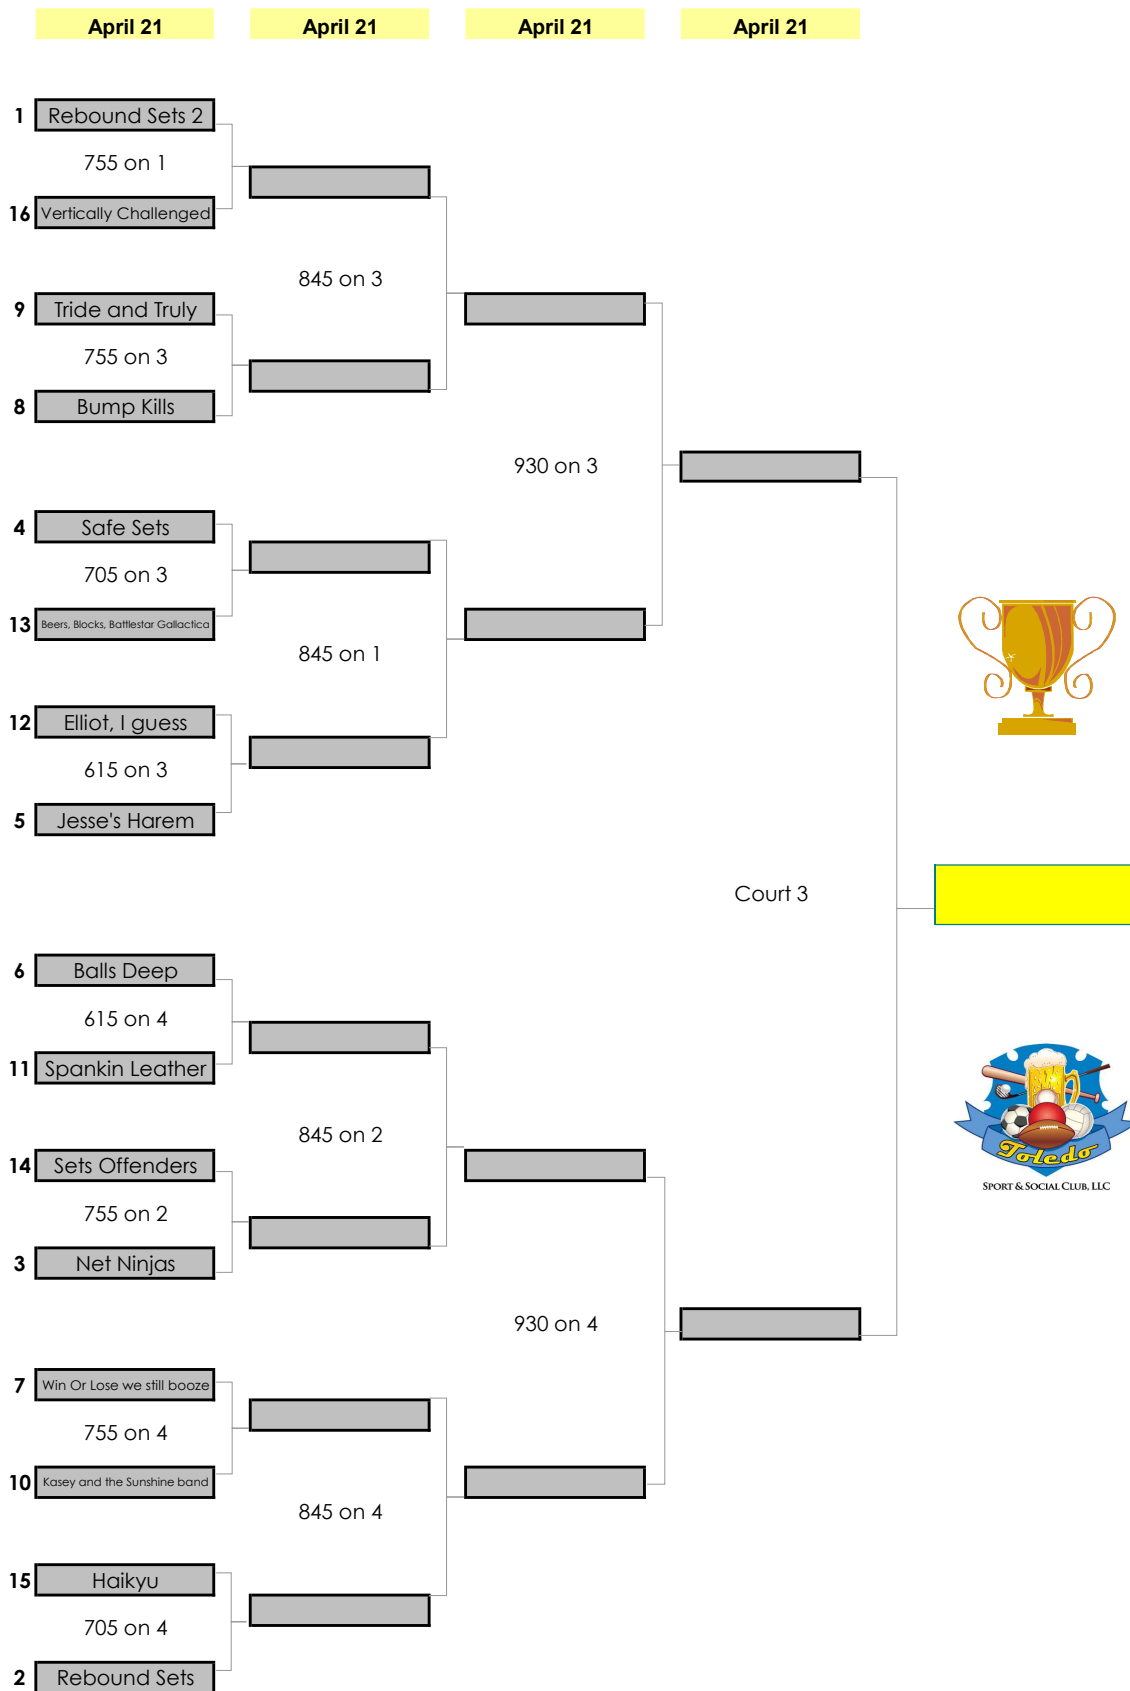 April 21 April 21 April 21 April 21
1 Rebound Sets 2
755 on 1
16 Vertically Challenged
845 on 3
9 Tride and Truly
755 on 3
8 Bump Kills
930 on 3
4 Safe Sets
705 on 3
13 Beers, Blocks, Battlestar Gallactica
845 on 1
12 Elliot, I guess
615 on 3
5 Jesse's Harem
Court 3
6 Balls Deep
615 on 4
11 Spankin Leather
845 on 2
14 Sets Offenders
755 on 2
3 Net Ninjas
Toledo
SPORT & SOCIAL CLUB, LLC
930 on 4
7 Win Or Lose we still booze
755 on 4
10 Kasey and the Sunshine band
845 on 4
15 Haikyu
705 on 4
2 Rebound Sets